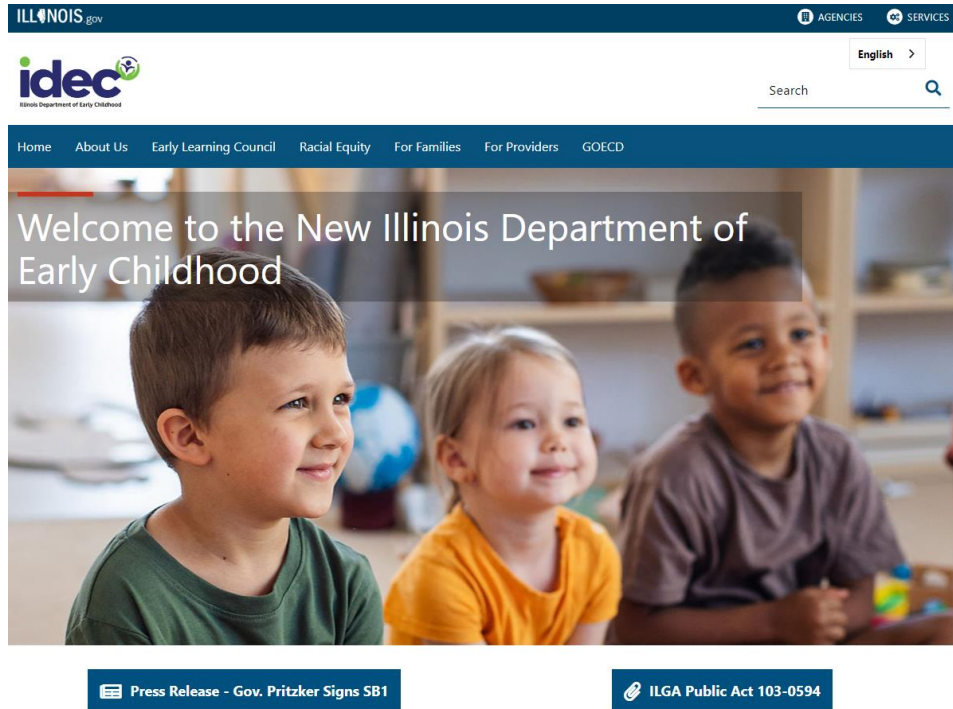 ILLINOIS.gov
AGENCIES SERVICES
English
idec
Illinois Department of Early Childhood
Search
Home About Us Early Learning Council Racial Equity For Families For Providers GOECD
Welcome to the New Illinois Department of
Early Childhood
Press Release - Gov. Pritzker Signs SB1
ILGA Public Act 103-0594